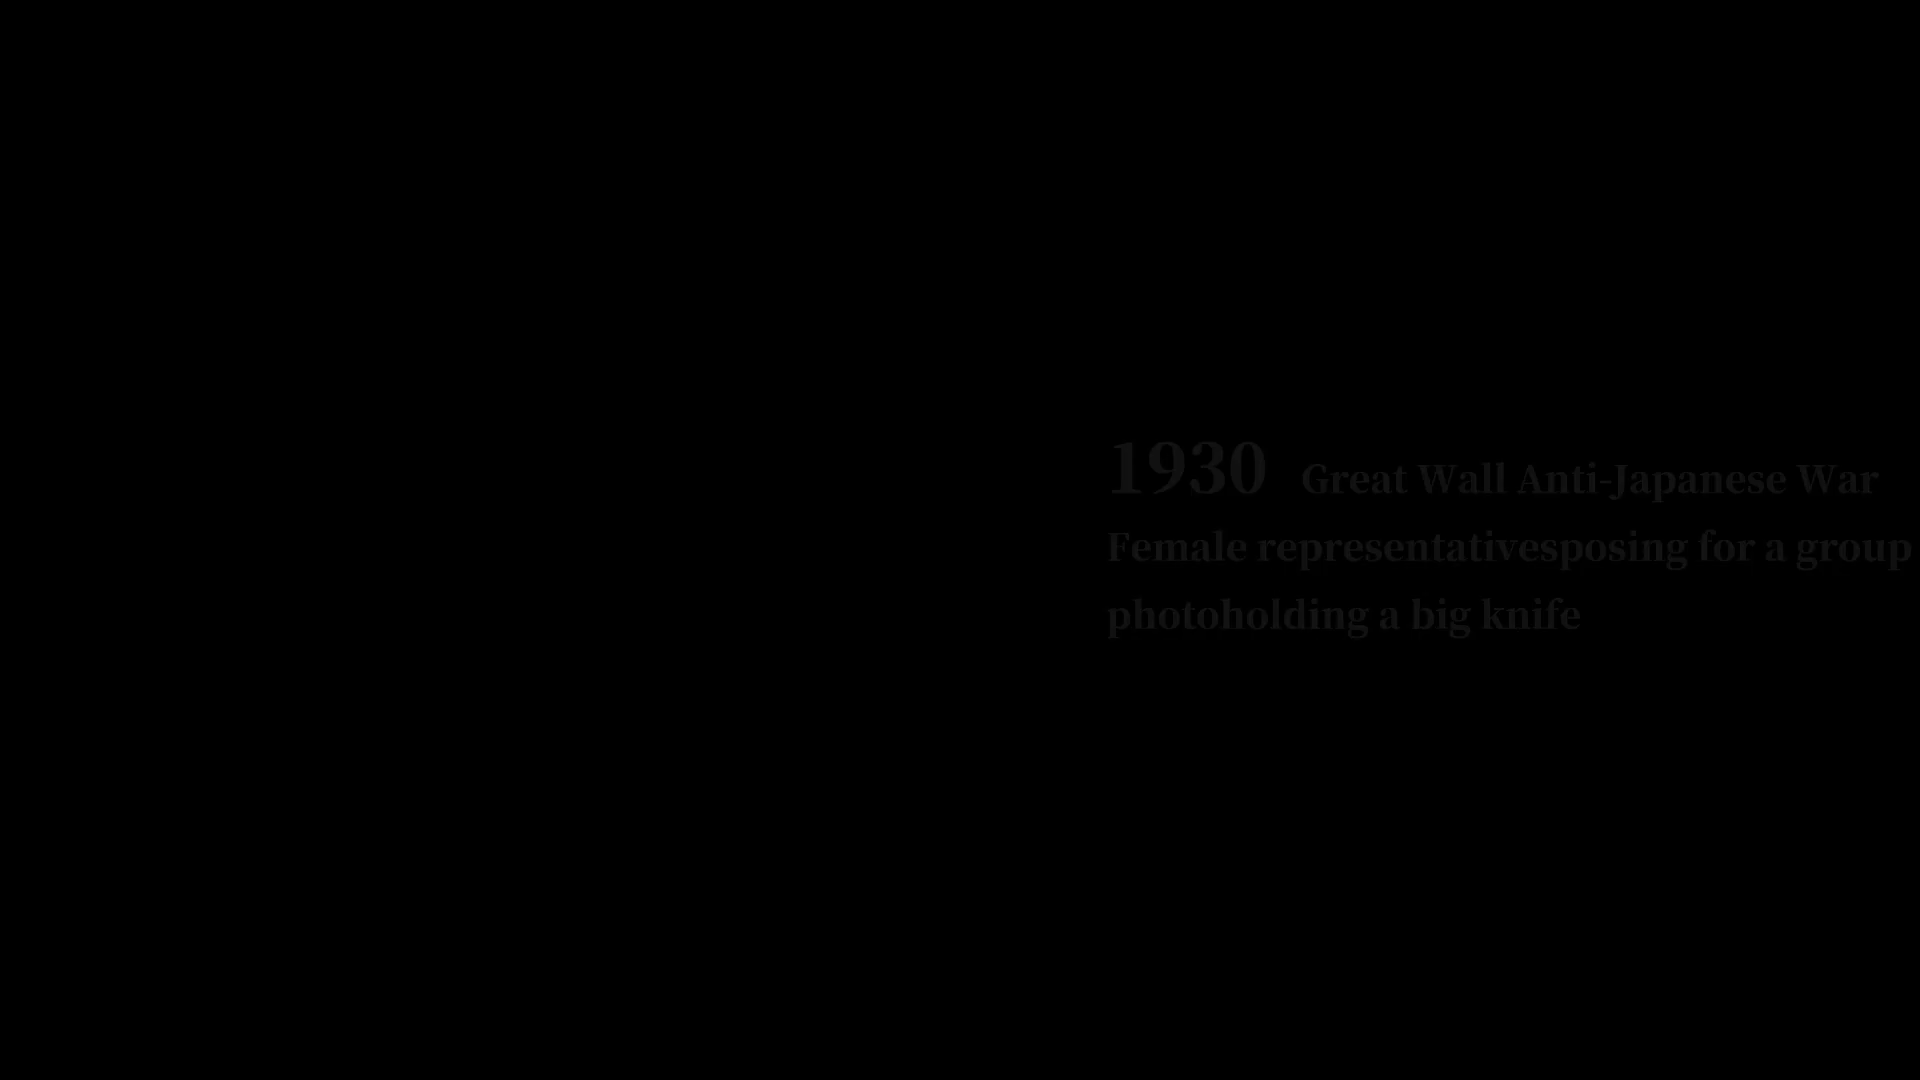 1930 Great Wall Anti-Japanese War
Female representativesposing for a group
photoholding a big knife